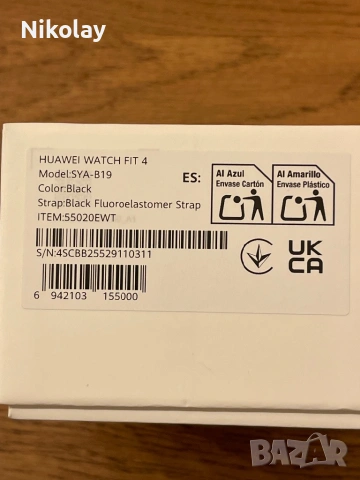 Nikolay
HUAWEI WATCH FIT 4
Model:SYA-B19
Color:Black
Strap:Black Fluoroelastomer Strap
ITEM:55020EWT
ES:
Al Azul
Envase Cartón
Al Amarillo
Envase Plástico
S/N:4SCBB25529110311
UK
CA
6 942103 155000
BAZAR